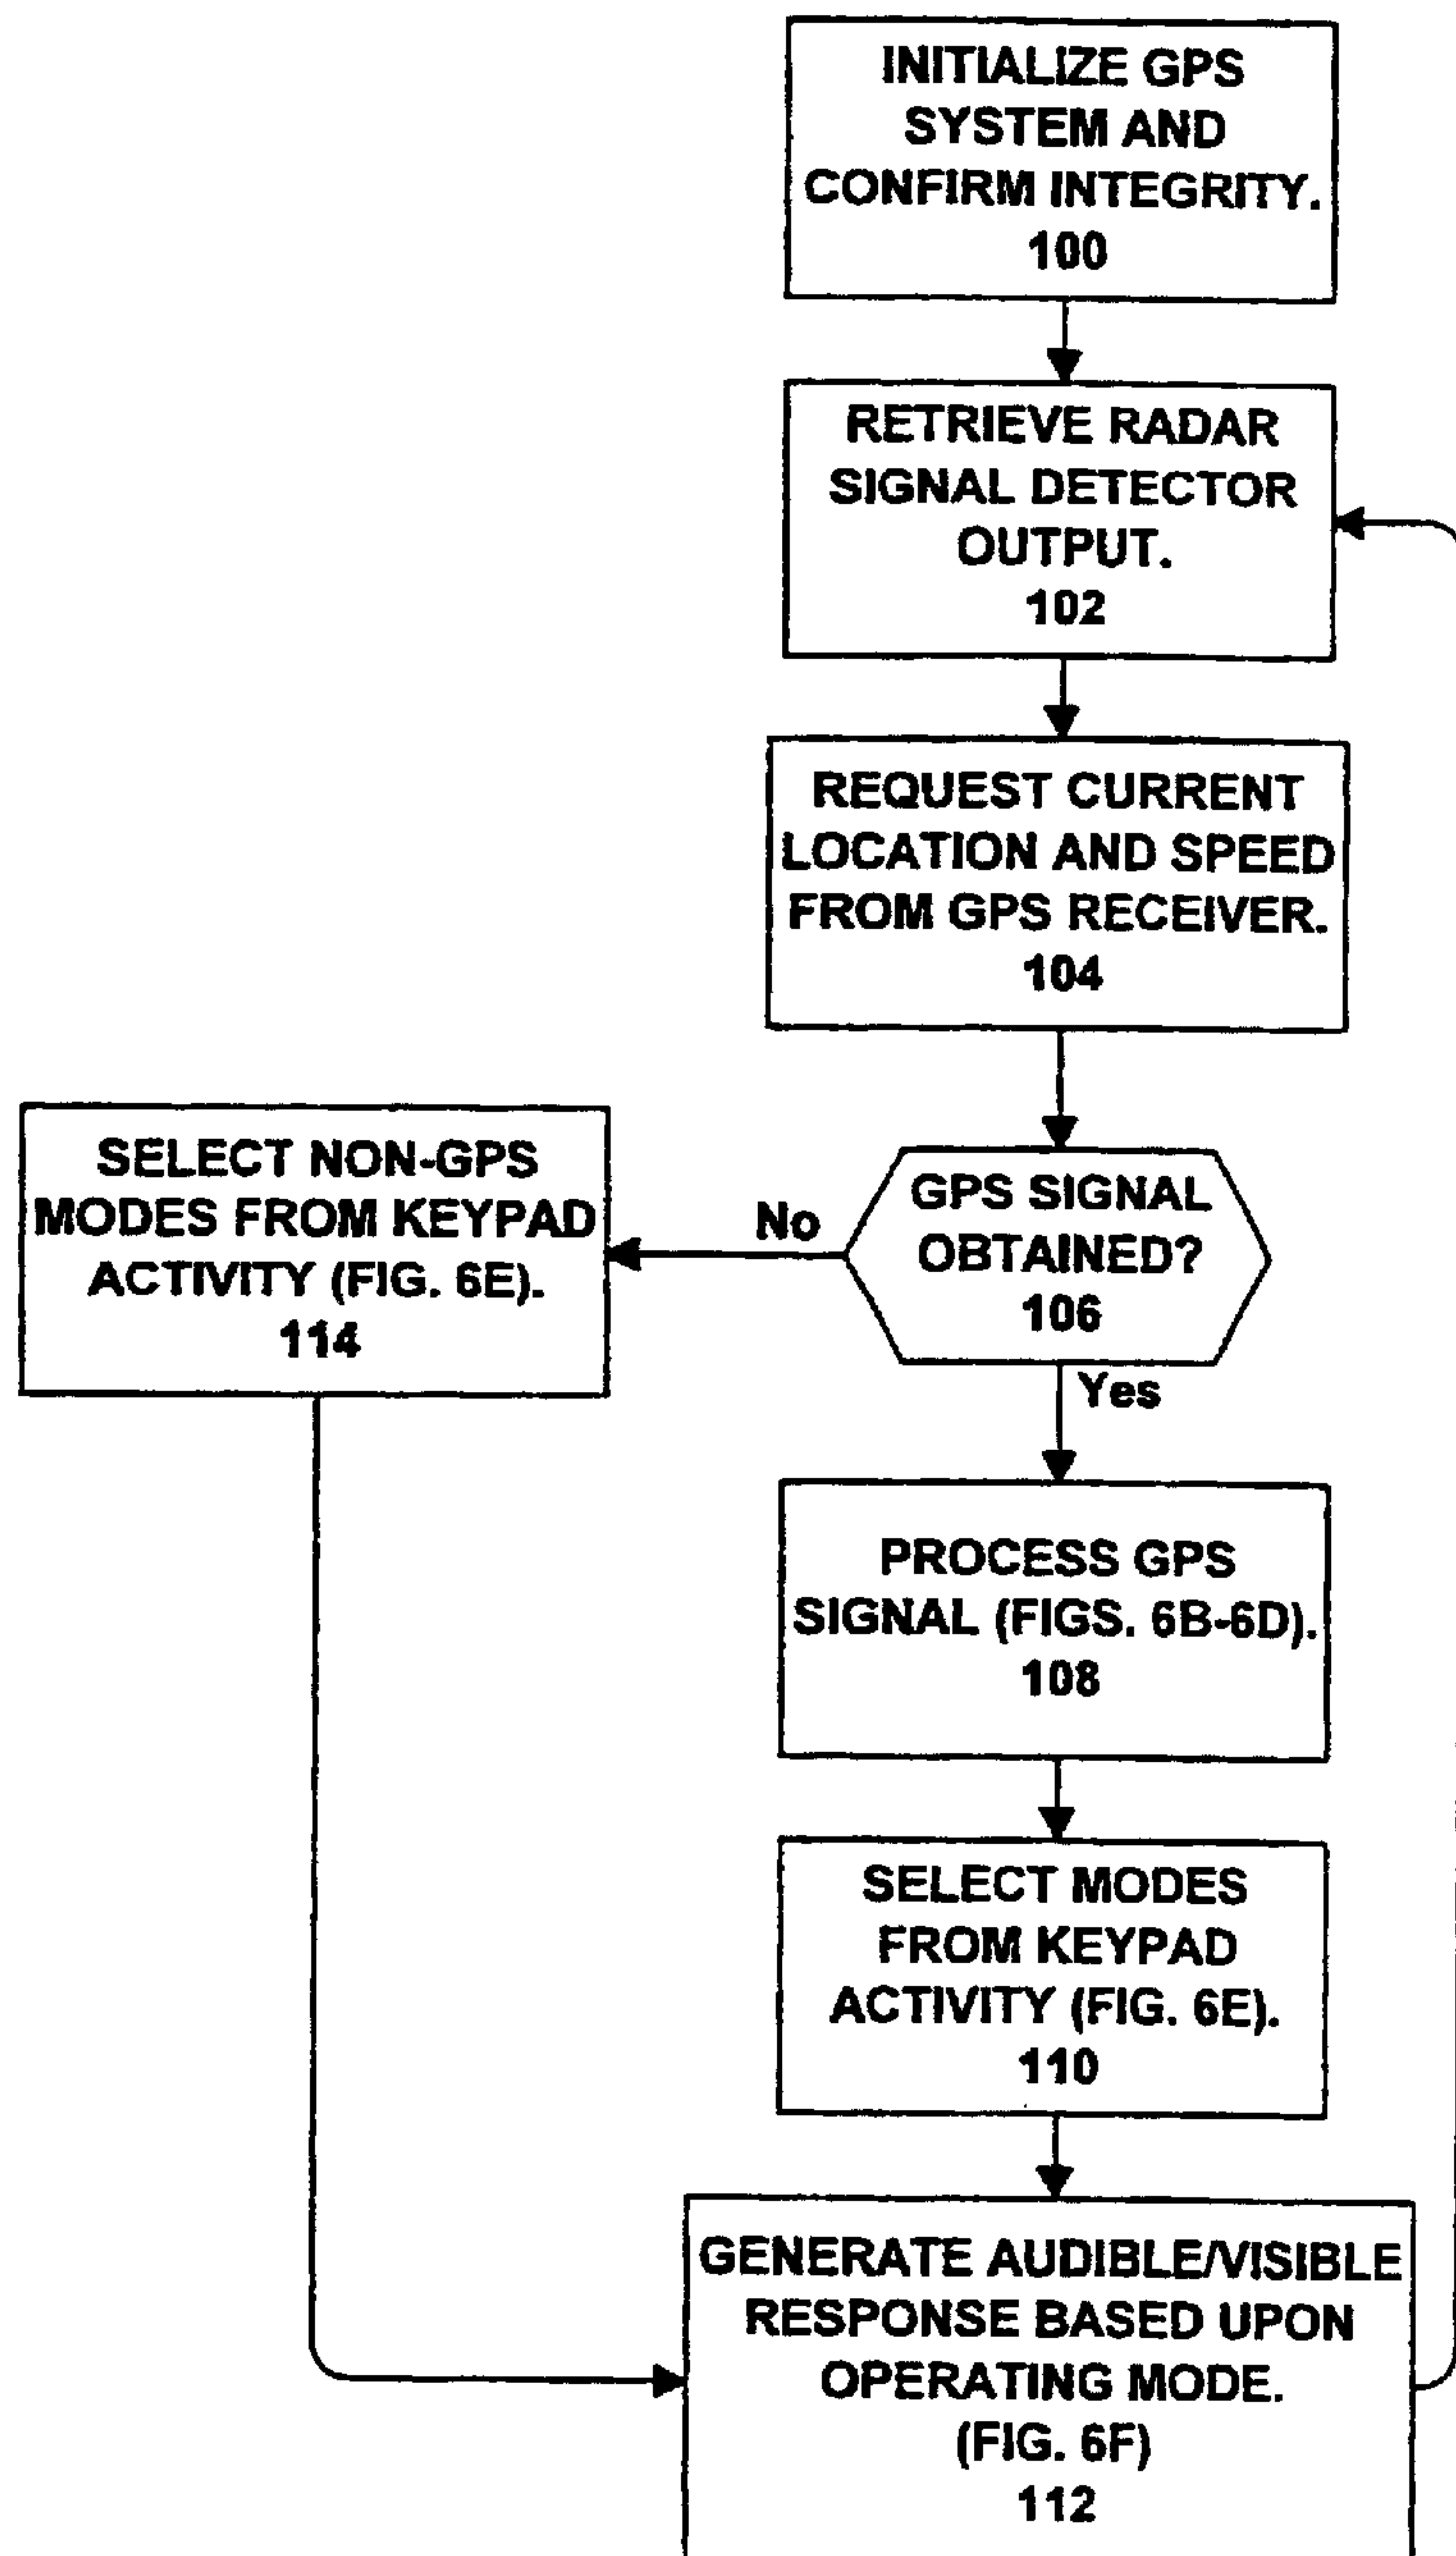 INITIALIZE GPS
SYSTEM AND
CONFIRM INTEGRITY.
100
RETRIEVE RADAR
SIGNAL DETECTOR
OUTPUT.
102
REQUEST CURRENT
LOCATION AND SPEED
FROM GPS RECEIVER.
104
GPS SIGNAL
OBTAINED?
106
No
SELECT NON-GPS
MODES FROM KEYPAD
ACTIVITY (FIG. 6E).
114
Yes
PROCESS GPS
SIGNAL (FIGS. 6B-6D).
108
SELECT MODES
FROM KEYPAD
ACTIVITY (FIG. 6E).
110
GENERATE AUDIBLE/VISIBLE
RESPONSE BASED UPON
OPERATING MODE.
(FIG. 6F)
112